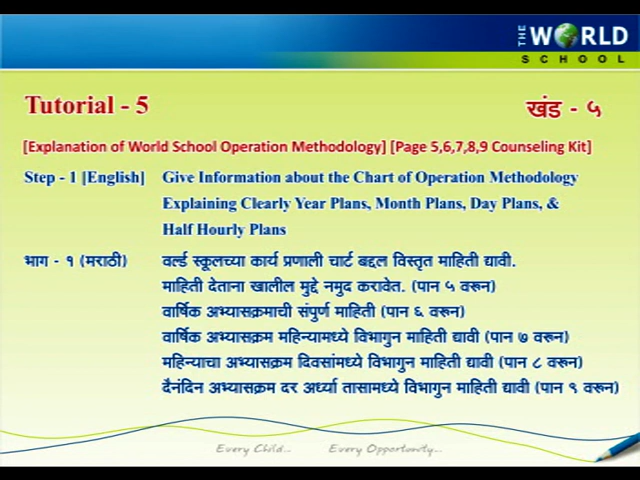 THE WORLD
SCHOOL
Tutorial - 5
खंड - ५
[Explanation of World School Operation Methodology] [Page 5,6,7,8,9 Counseling Kit]
Step - 1 [English] Give Information about the Chart of Operation Methodology
Explaining Clearly Year Plans, Month Plans, Day Plans, &
Half Hourly Plans
भाग - १ (मराठी) वर्ल्ड स्कूलच्या कार्य प्रणाली चार्ट बद्दल विस्तृत माहिती द्यावी.
माहिती देताना खालील मुद्दे नमुद करावेत. (पान ५ वरून)
वार्षिक अभ्यासक्रमाची संपुर्ण माहिती (पान ६ वरून)
वार्षिक अभ्यासक्रम महिन्यामध्ये विभागुन माहिती द्यावी (पान ७ वरून)
महिन्याचा अभ्यासक्रम दिवसांमध्ये विभागुन माहिती द्यावी (पान ८ वरून)
दैनंदिन अभ्यासक्रम दर अर्ध्या तासामध्ये विभागुन माहिती द्यावी (पान ९ वरून)
Every Child... Every Opportunity...